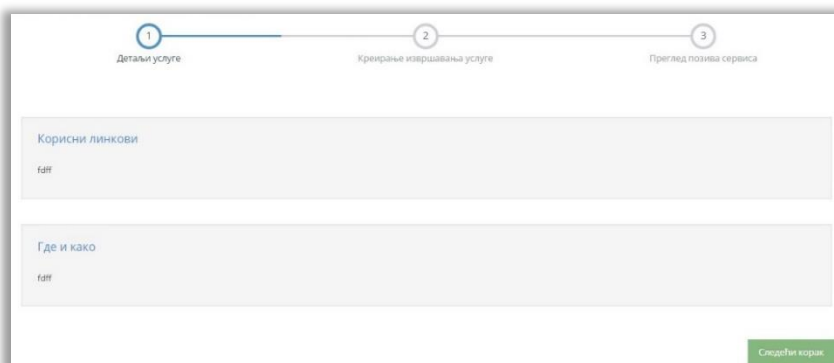 1
2
3
Детаљи услуге
Креирање извршавања услуге
Преглед позива сервиса
Корисни линкови
fdff
Где и како
fdff
Следећи корак